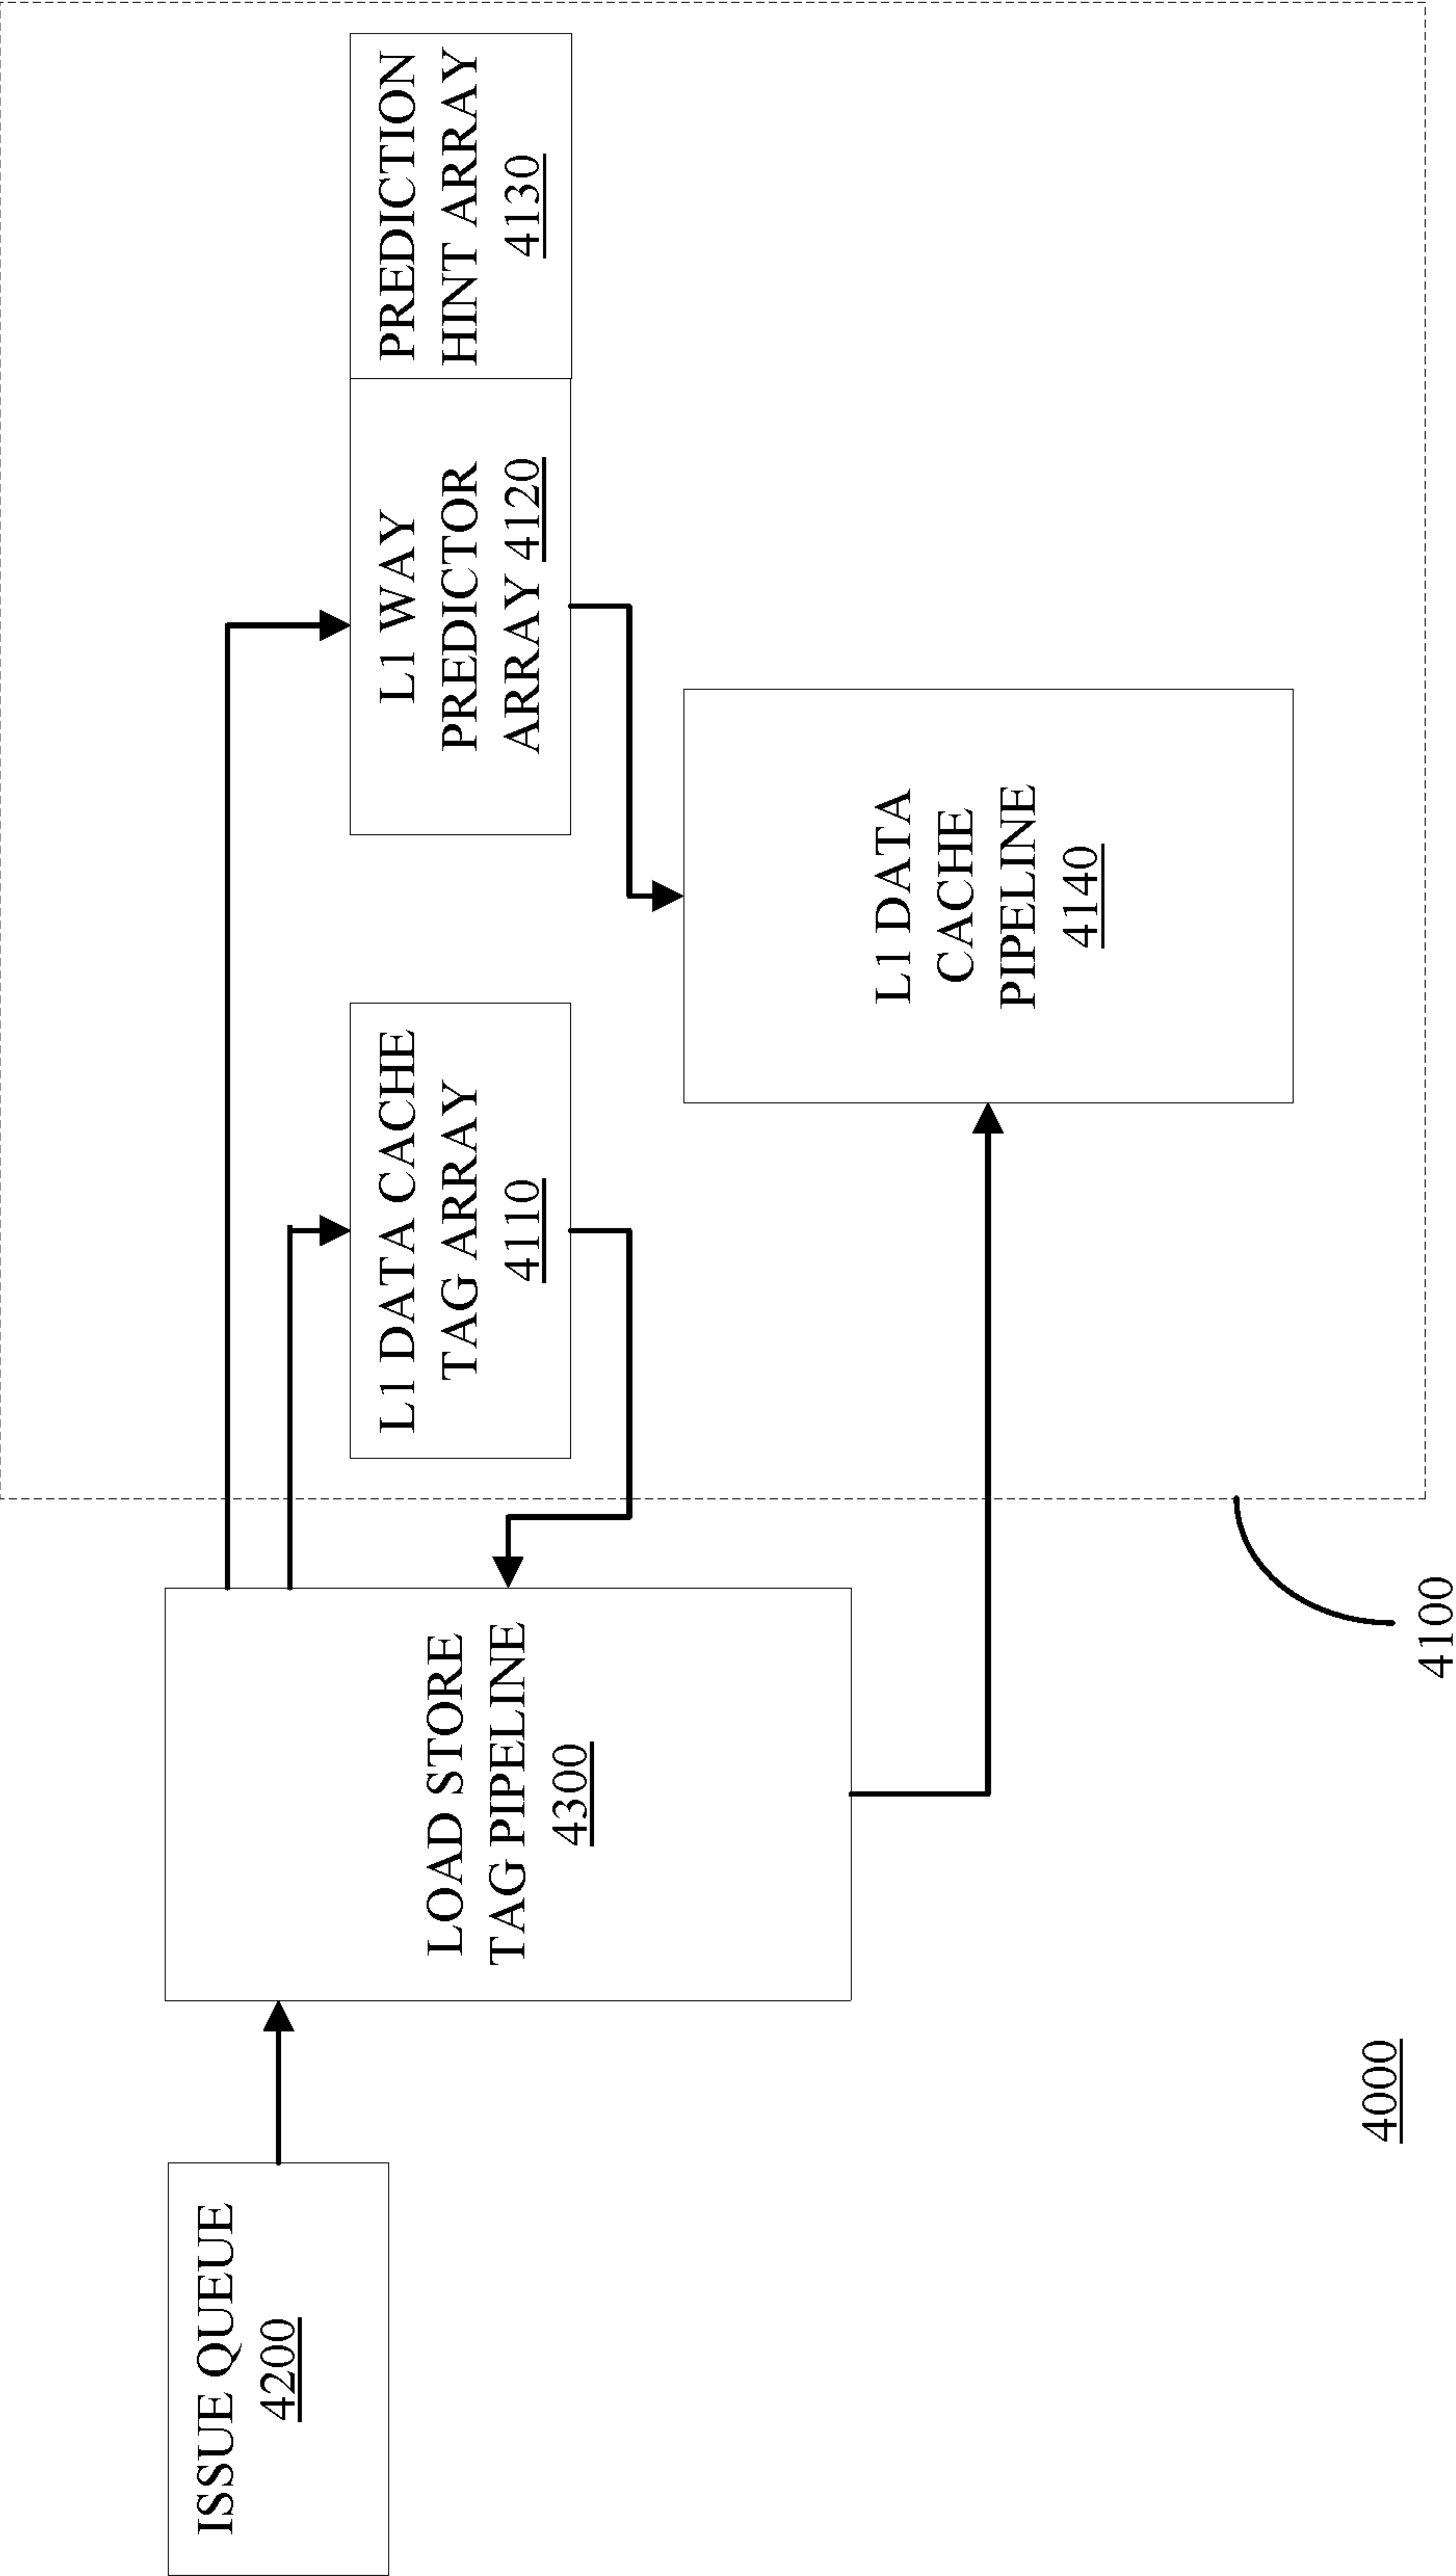 ISSUE QUEUE
4200
LOAD STORE
TAG PIPELINE
4300
L1 DATA CACHE
TAG ARRAY
4110
L1 WAY
PREDICTOR
ARRAY 4120
PREDICTION
HINT ARRAY
4130
L1 DATA
CACHE
PIPELINE
4140
4100
4000